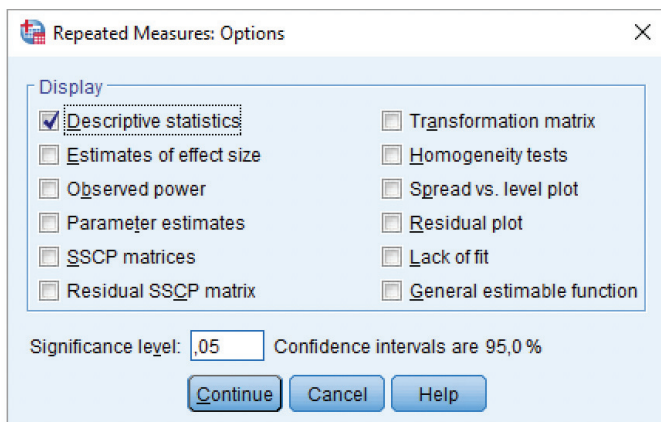 Repeated Measures: Options
Display
Descriptive statistics
Estimates of effect size
Observed power
Parameter estimates
SSCP matrices
Residual SSCP matrix
Transformation matrix
Homogeneity tests
Spread vs. level plot
Residual plot
Lack of fit
General estimable function
Significance level: ,05 Confidence intervals are 95,0 %
Continue Cancel Help